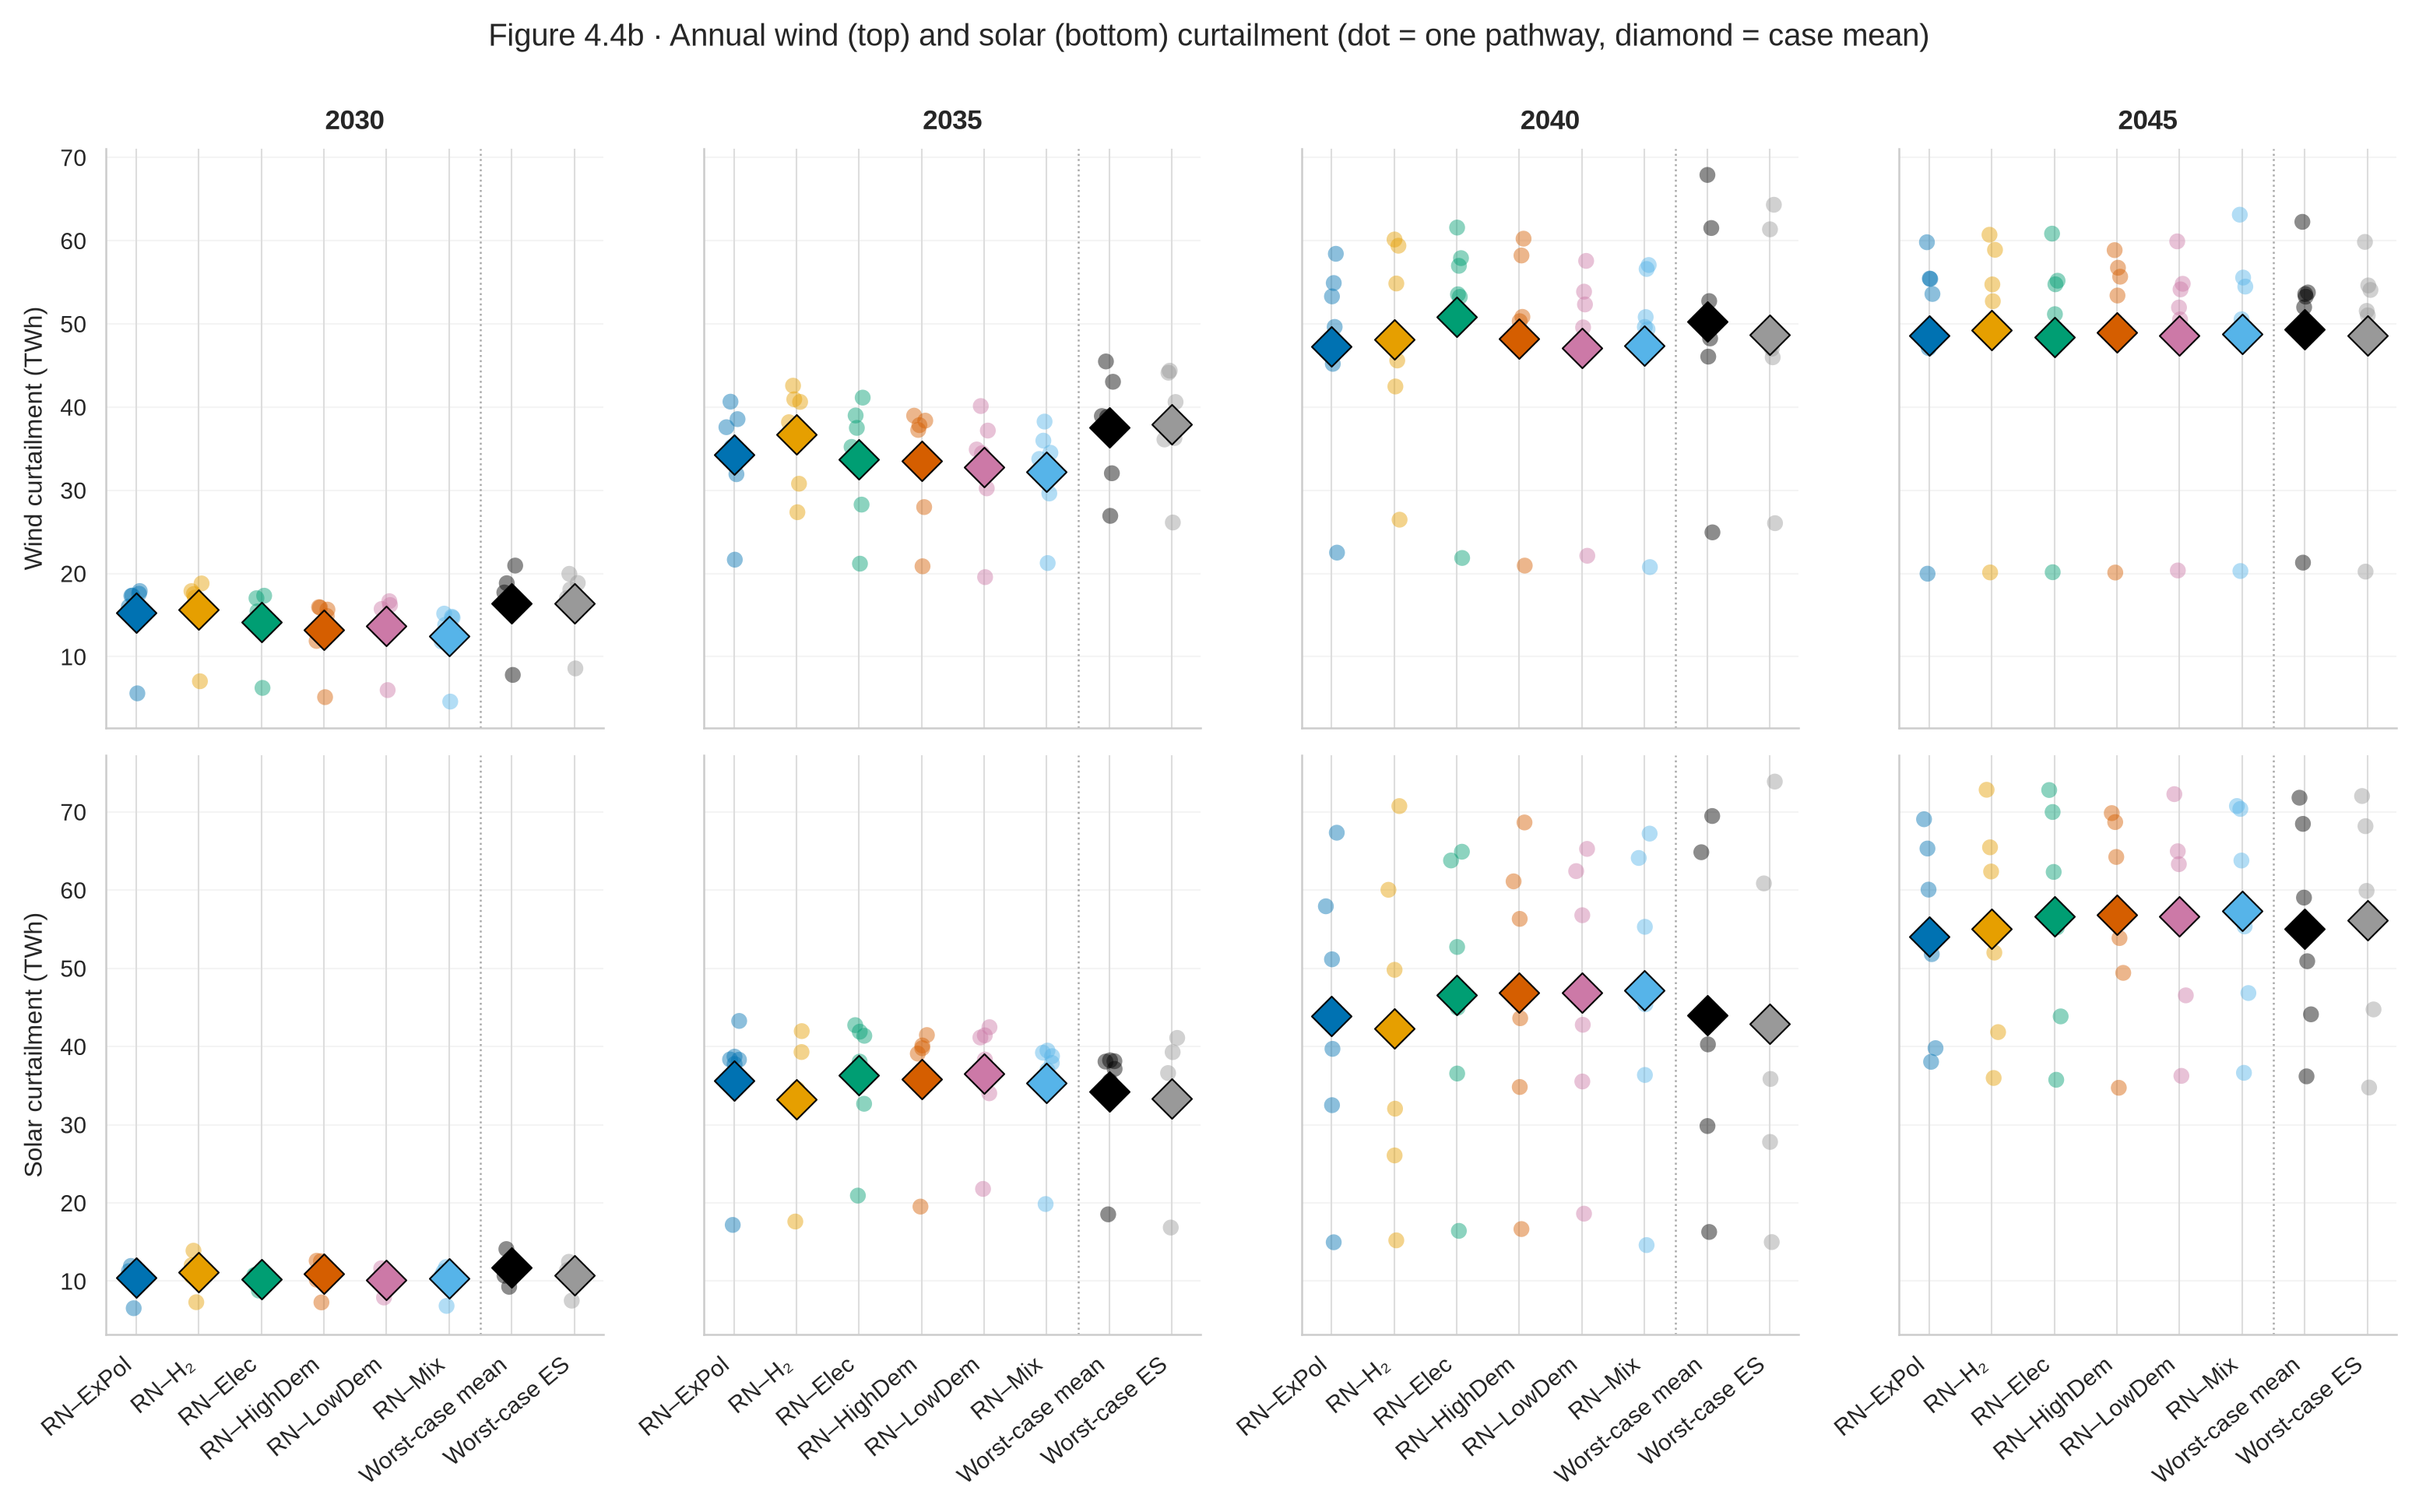 Figure 4.4b · Annual wind (top) and solar (bottom) curtailment (dot = one pathway, diamond = case mean)
2030
2035
2040
2045
Wind curtailment (TWh)
70
60
50
40
30
20
10
Solar curtailment (TWh)
70
60
50
40
30
20
10
RN–ExPol
RN–H₂
RN–Elec
RN–HighDem
RN–LowDem
RN–Mix
Worst-case mean
Worst-case ES
RN–ExPol
RN–H₂
RN–Elec
RN–HighDem
RN–LowDem
RN–Mix
Worst-case mean
Worst-case ES
RN–ExPol
RN–H₂
RN–Elec
RN–HighDem
RN–LowDem
RN–Mix
Worst-case mean
Worst-case ES
RN–ExPol
RN–H₂
RN–Elec
RN–HighDem
RN–LowDem
RN–Mix
Worst-case mean
Worst-case ES